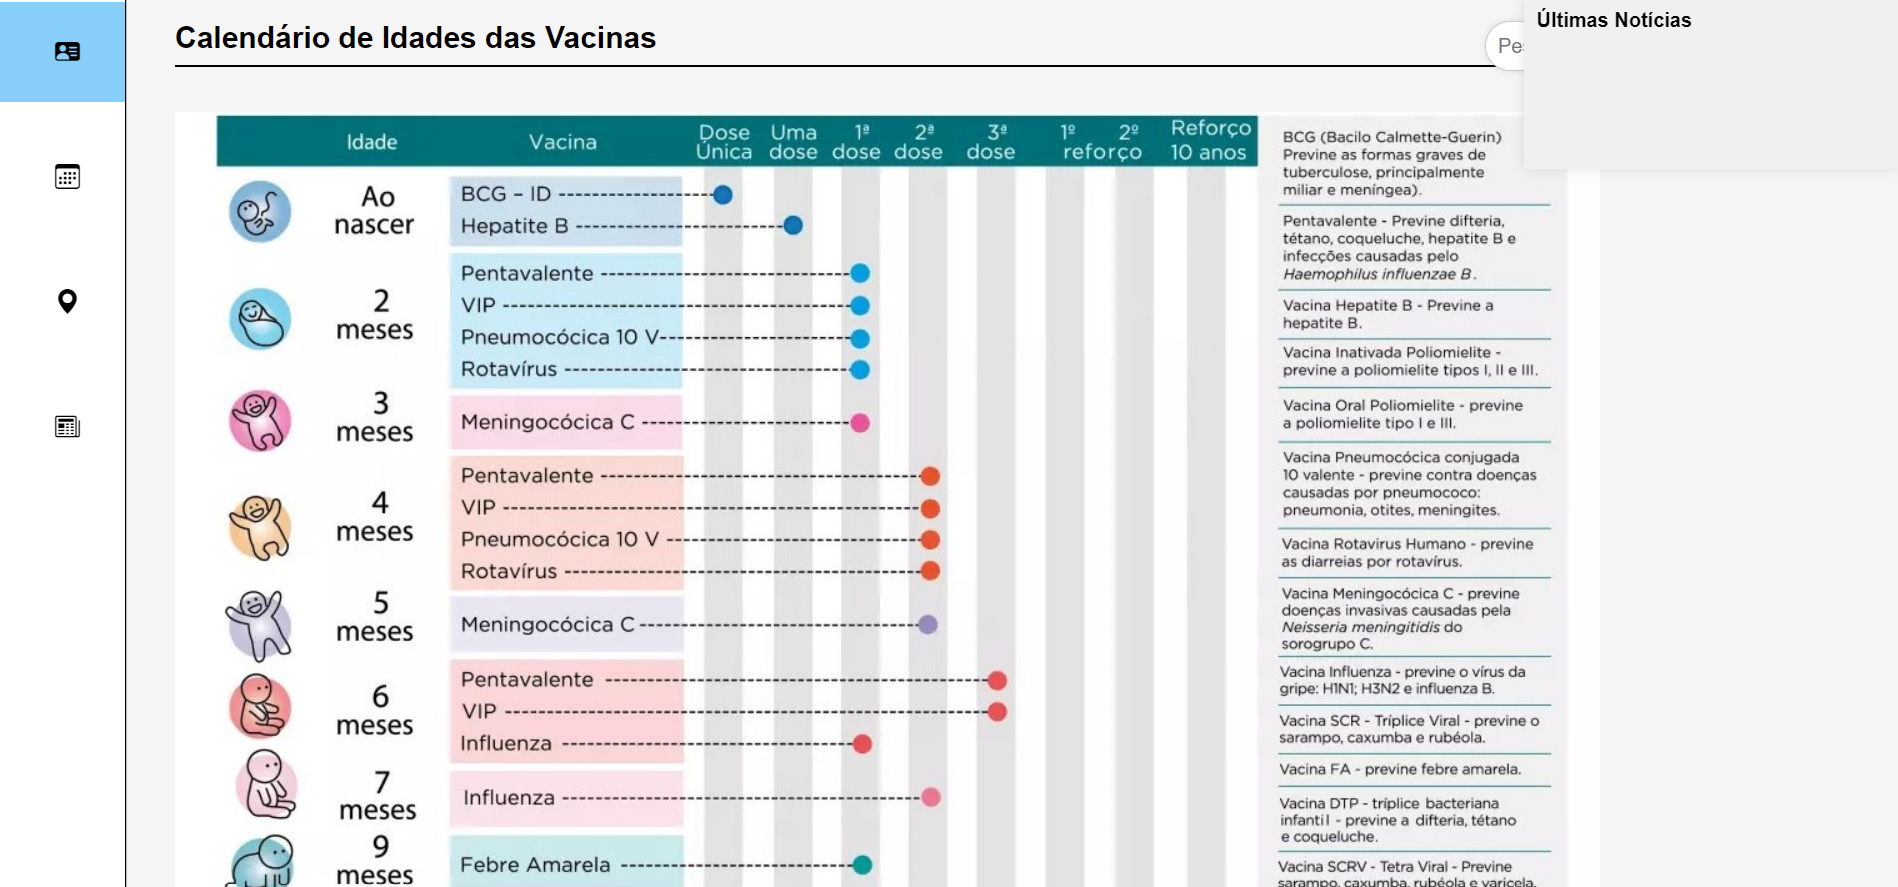 Calendário de Idades das Vacinas
Últimas Notícias
Idade Vacina Dose Única Uma dose 1ª dose 2ª dose 3ª dose 1º 2º reforço Reforço 10 anos
Ao nascer
BCG – ID
Hepatite B
2 meses
Pentavalente
VIP
Pneumocócica 10 V
Rotavírus
3 meses
Meningocócica C
4 meses
Pentavalente
VIP
Pneumocócica 10 V
Rotavírus
5 meses
Meningocócica C
6 meses
Pentavalente
VIP
Influenza
7 meses
Influenza
9 meses
Febre Amarela
BCG (Bacilo Calmette-Guerin)
Previne as formas graves de
tuberculose, principalmente
miliar e meníngea).
Pentavalente - Previne difteria,
tétano, coqueluche, hepatite B e
infecções causadas pelo
Haemophilus influenzae B.
Vacina Hepatite B - Previne a
hepatite B.
Vacina Inativada Poliomielite -
previne a poliomielite tipos I, II e III.
Vacina Oral Poliomielite - previne
a poliomielite tipo I e III.
Vacina Pneumocócica conjugada
10 valente - previne contra doenças
causadas por pneumococo:
pneumonia, otites, meningites.
Vacina Rotavirus Humano - previne
as diarreias por rotavírus.
Vacina Meningocócica C - previne
doenças invasivas causadas pela
Neisseria meningitidis do
sorogrupo C.
Vacina Influenza - previne o vírus da
gripe: H1N1; H3N2 e influenza B.
Vacina SCR - Tríplice Viral - previne o
sarampo, caxumba e rubéola.
Vacina FA - previne febre amarela.
Vacina DTP - tríplice bacteriana
infantil - previne a difteria, tétano
e coqueluche.
Vacina SCRV - Tetra Viral - Previne
sarampo, caxumba, rubéola e varicela.